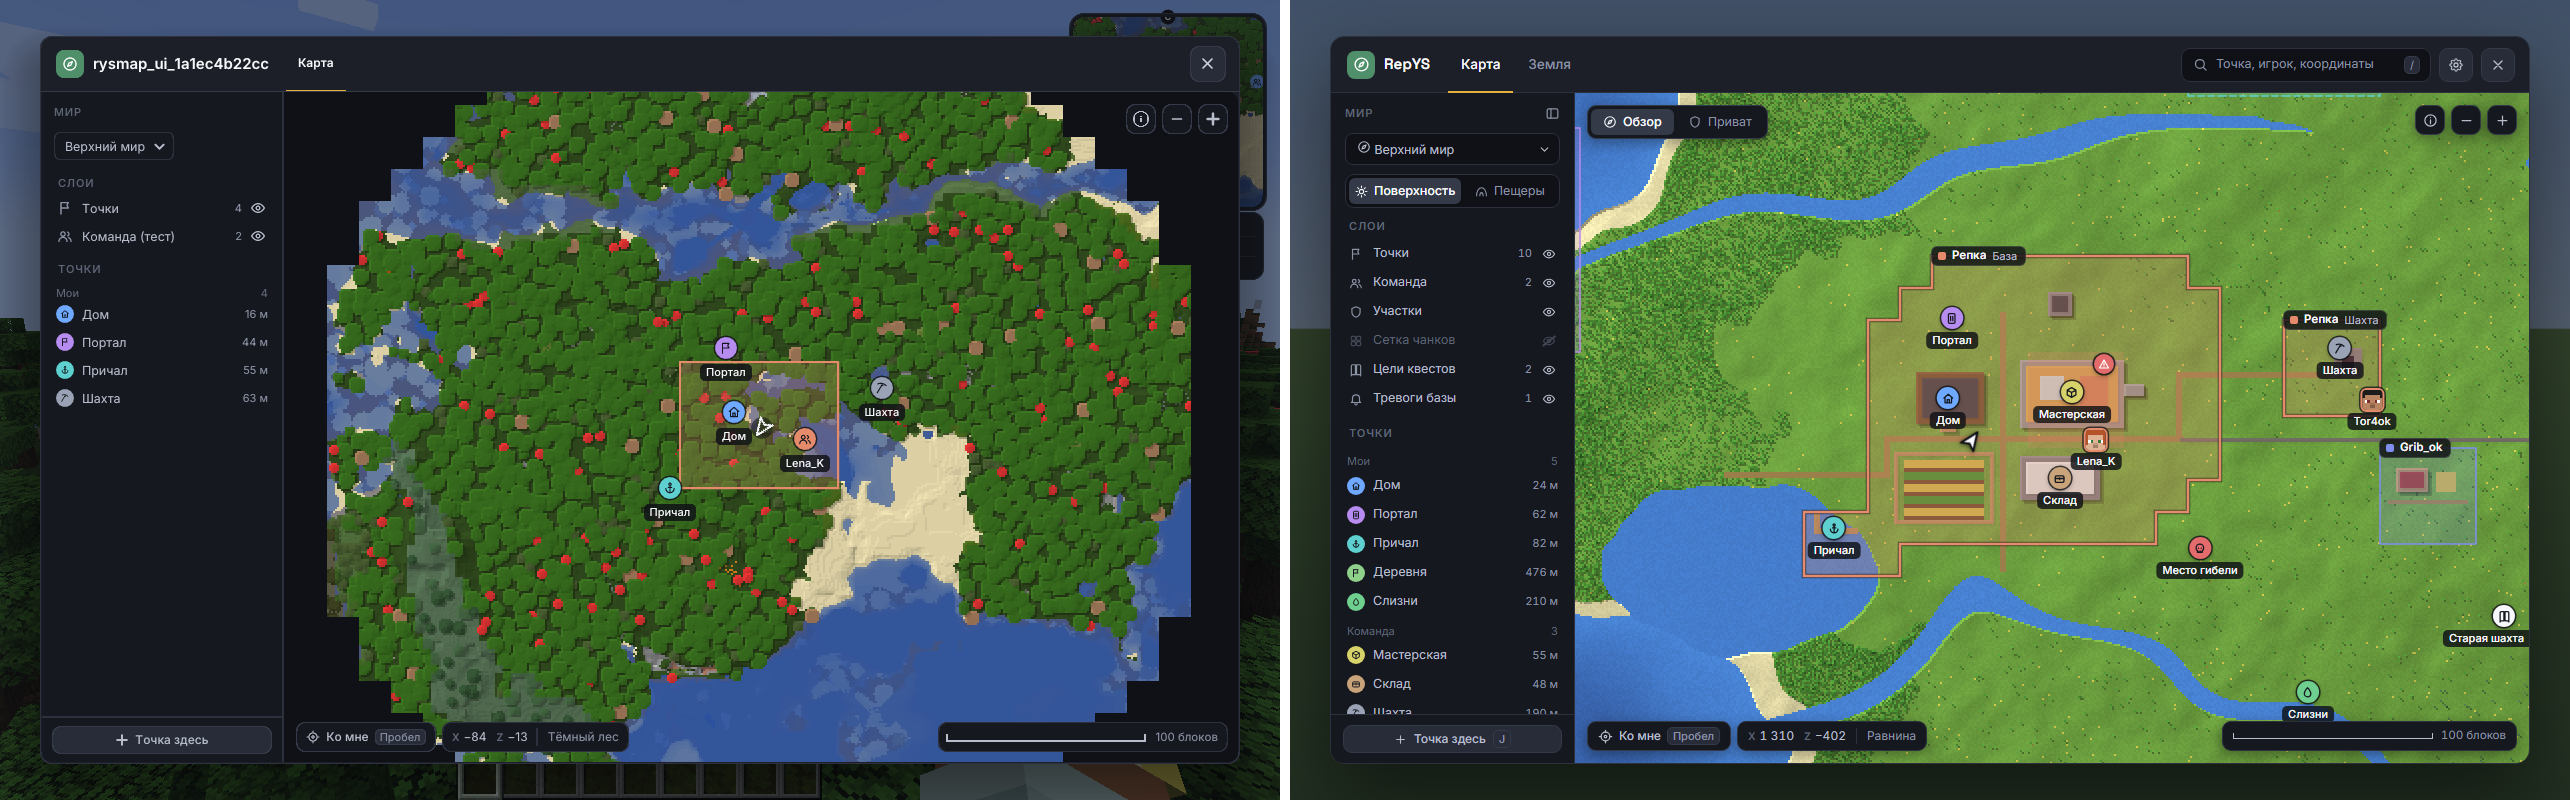 rysmap_ui_1a1ec4b22cc
Карта
МИР
Верхний мир
СЛОИ
Точки 4
Команда (тест) 2
ТОЧКИ
Мои 4
Дом 16 м
Портал 44 м
Причал 55 м
Шахта 63 м
Точка здесь
Портал
Дом
Lena_K
Шахта
Причал
Ко мне Пробел
X −84 Z −13 Тёмный лес
100 блоков
RepYS
Карта
Земля
Точка, игрок, координаты /
МИР
Верхний мир
Поверхность
Пещеры
СЛОИ
Точки 10
Команда 2
Участки
Сетка чанков
Цели квестов 2
Тревоги базы 1
ТОЧКИ
Мои 5
Дом 24 м
Портал 62 м
Причал 82 м
Деревня 476 м
Слизни 210 м
Команда 3
Мастерская 55 м
Склад 48 м
Шахта 190 м
Точка здесь J
Обзор
Приват
Репка База
Портал
Репка Шахта
Шахта
Дом
Мастерская
Tor4ok
Lena_K
Grib_ok
Склад
Причал
Место гибели
Старая шахта
Слизни
Ко мне Пробел
X 1 310 Z −402 Равнина
100 блоков